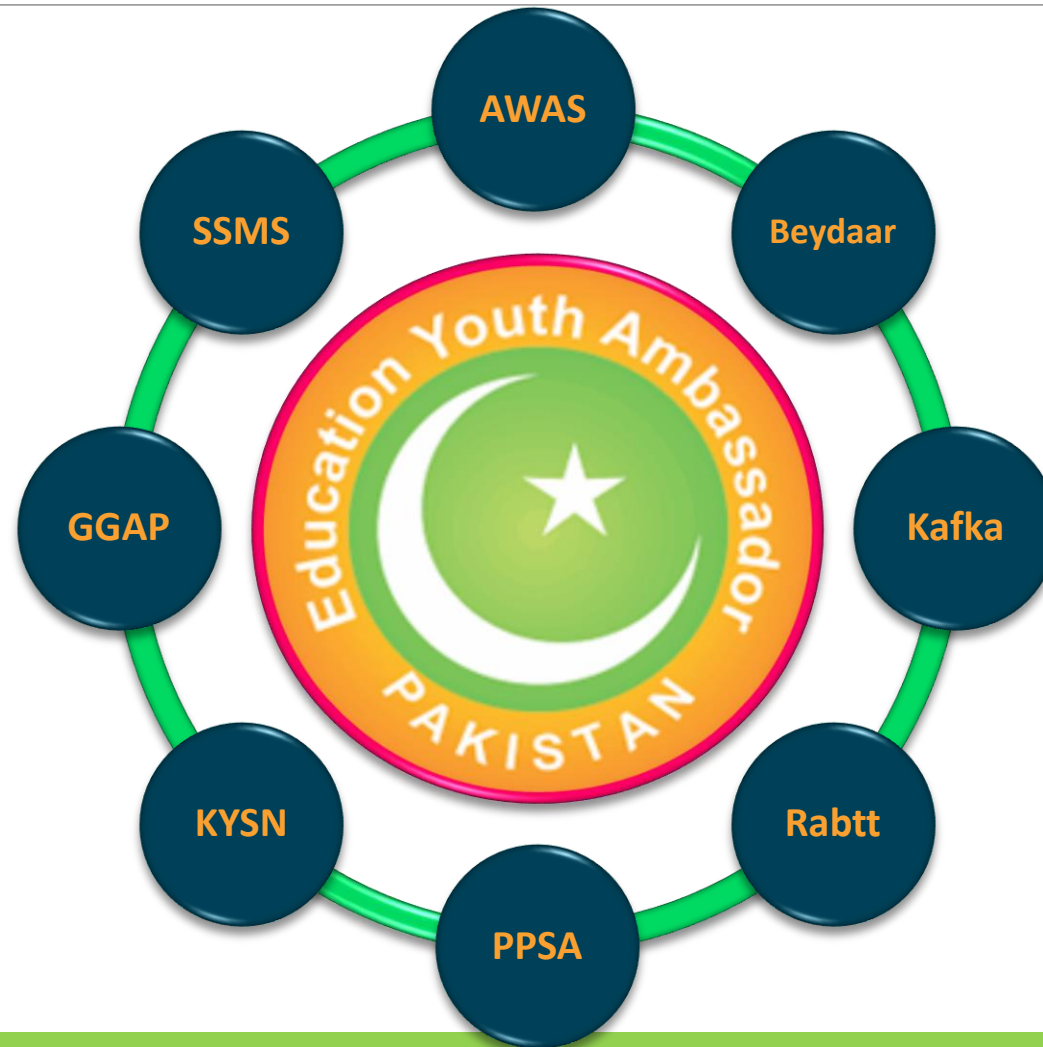 AWAS
Beydaar
Kafka
Rabtt
PPSA
KYSN
GGAP
SSMS
Education Youth Ambassador
PAKISTAN